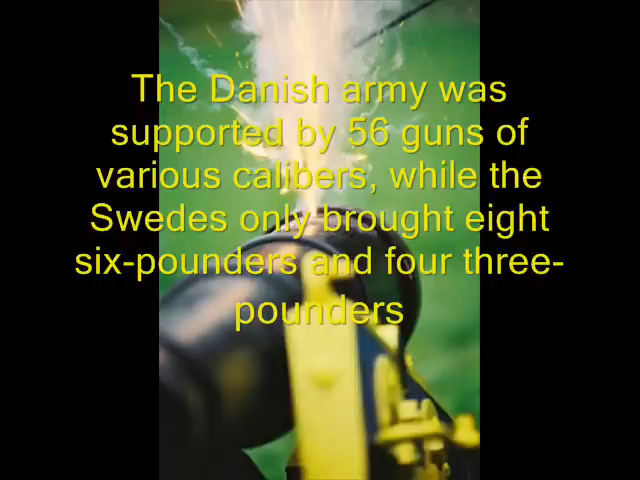 The Danish army was
supported by 56 guns of
various calibers, while the
Swedes only brought eight
six-pounders and four three-
pounders